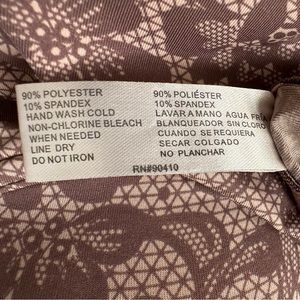 90% POLYESTER
10% SPANDEX
HAND WASH COLD
NON-CHLORINE BLEACH
WHEN NEEDED
LINE DRY
DO NOT IRON
90% POLIÉSTER
10% SPANDEX
LAVAR A MANO AGUA FRIA
BLANQUEADOR SIN CLORO
CUANDO SE REQUIERA
SECAR COLGADO
NO PLANCHAR
RN#90410